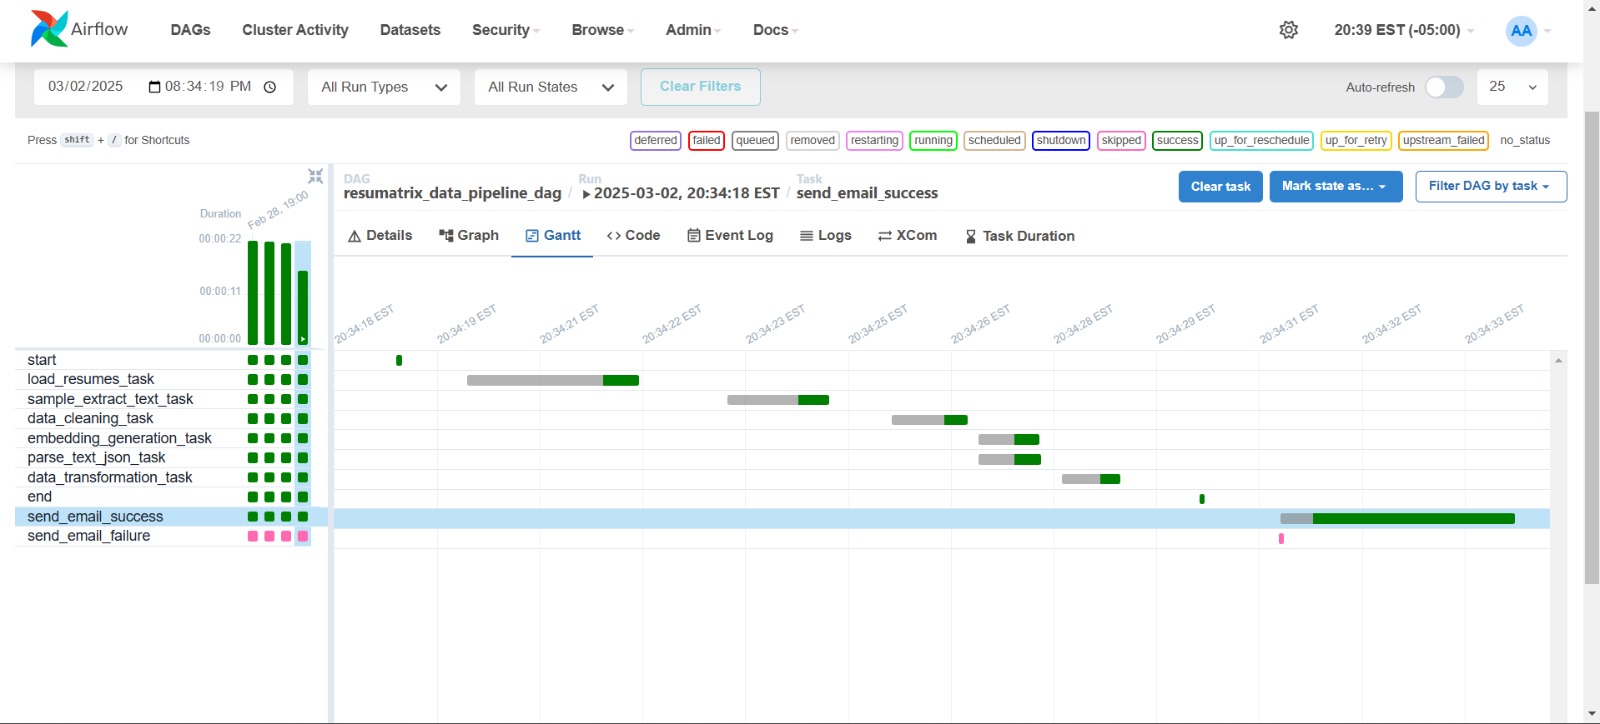 Airflow DAGs Cluster Activity Datasets Security Browse Admin Docs 20:39 EST (-05:00) AA
03/02/2025 08:34:19 PM All Run Types All Run States Clear Filters Auto-refresh 25
Press shift + / for Shortcuts deferred failed queued removed restarting running scheduled shutdown skipped success up_for_reschedule up_for_retry upstream_failed no_status
DAG Run Task
resumatrix_data_pipeline_dag / 2025-03-02, 20:34:18 EST / send_email_success
Clear task Mark state as... Filter DAG by task
Duration Feb 28, 19:00
00:00:22
00:00:11
00:00:00
Details Graph Gantt Code Event Log Logs XCom Task Duration
20:34:18 EST 20:34:19 EST 20:34:21 EST 20:34:22 EST 20:34:23 EST 20:34:25 EST 20:34:26 EST 20:34:28 EST 20:34:29 EST 20:34:31 EST 20:34:32 EST 20:34:33 EST
start
load_resumes_task
sample_extract_text_task
data_cleaning_task
embedding_generation_task
parse_text_json_task
data_transformation_task
end
send_email_success
send_email_failure